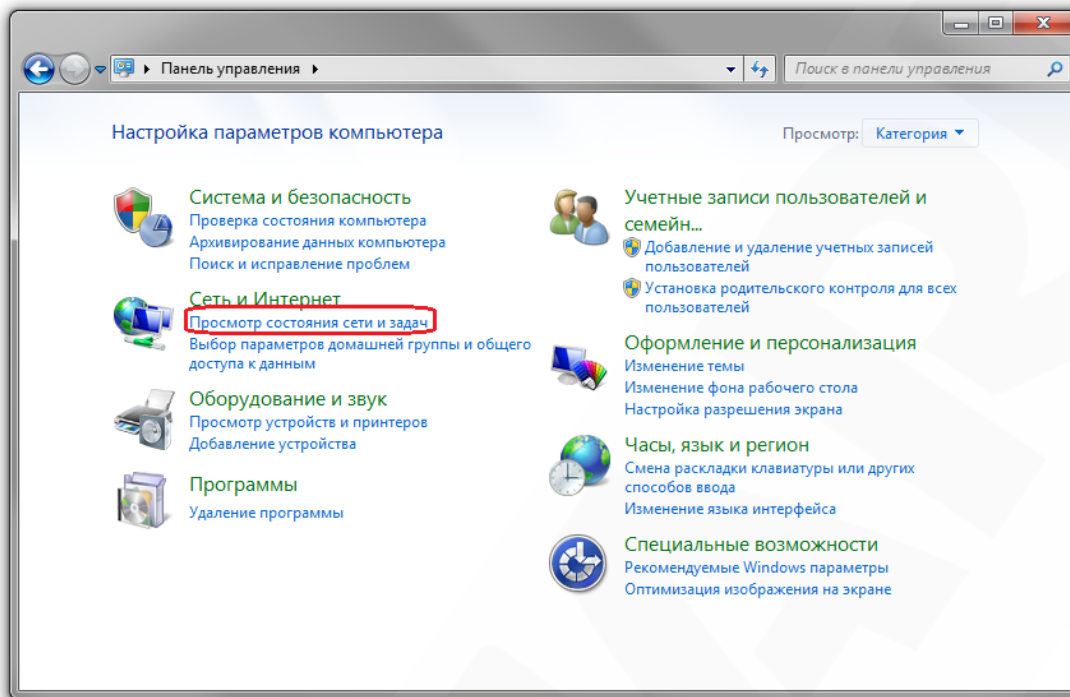 Панель управления
Поиск в панели управления
Настройка параметров компьютера
Просмотр: Категория
Система и безопасность
Проверка состояния компьютера
Архивирование данных компьютера
Поиск и исправление проблем
Сеть и Интернет
Просмотр состояния сети и задач
Выбор параметров домашней группы и общего
доступа к данным
Оборудование и звук
Просмотр устройств и принтеров
Добавление устройства
Программы
Удаление программы
Учетные записи пользователей и
семейн...
Добавление и удаление учетных записей
пользователей
Установка родительского контроля для всех
пользователей
Оформление и персонализация
Изменение темы
Изменение фона рабочего стола
Настройка разрешения экрана
Часы, язык и регион
Смена раскладки клавиатуры или других
способов ввода
Изменение языка интерфейса
Специальные возможности
Рекомендуемые Windows параметры
Оптимизация изображения на экране